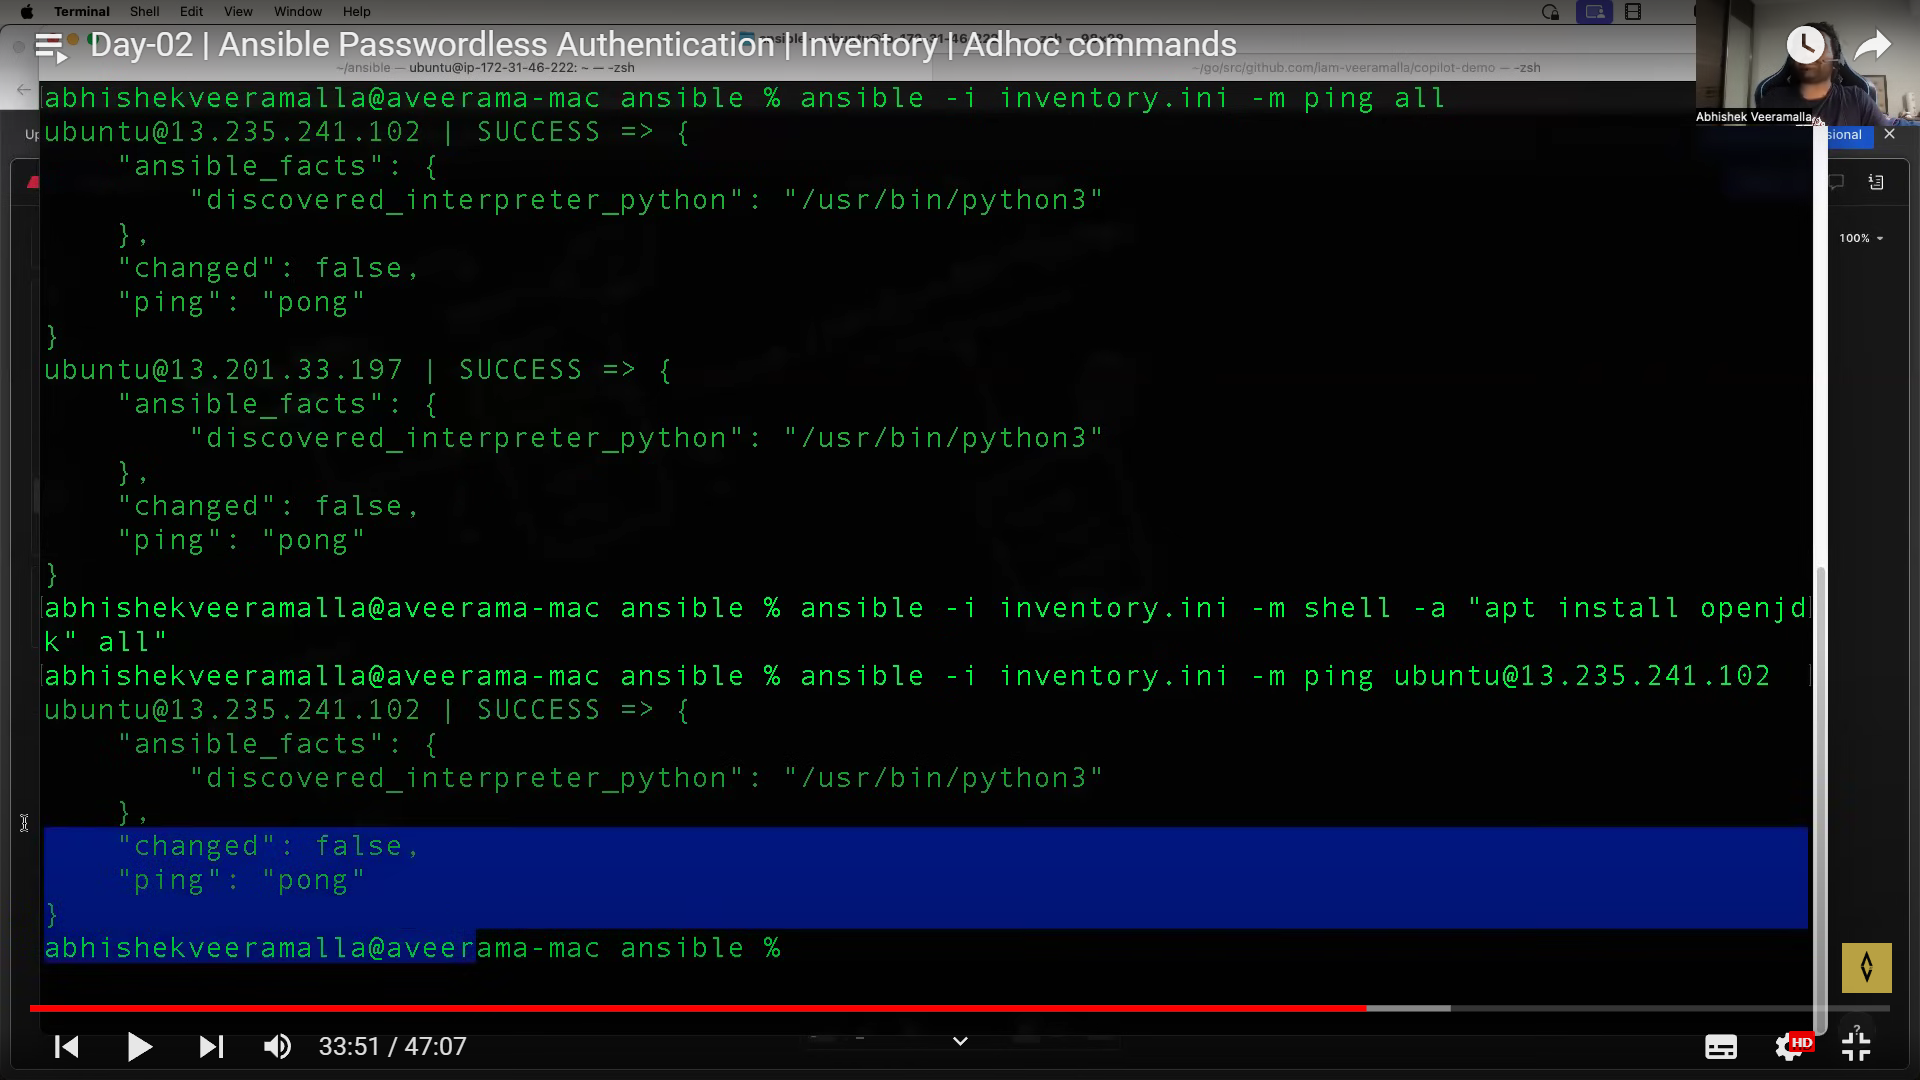 Terminal Shell Edit View Window Help
Day-02 | Ansible Passwordless Authentication | Inventory | Adhoc commands
~/ansible — ubuntu@ip-172-31-46-222: ~ — -zsh
~/go/src/github.com/iam-veeramalla/copilot-demo — -zsh
abhishekveeramalla@aveerama-mac ansible % ansible -i inventory.ini -m ping all
Abhishek Veeramalla
ubuntu@13.235.241.102 | SUCCESS => {
"ansible_facts": {
"discovered_interpreter_python": "/usr/bin/python3"
},
100%
"changed": false,
"ping": "pong"
}
ubuntu@13.201.33.197 | SUCCESS => {
"ansible_facts": {
"discovered_interpreter_python": "/usr/bin/python3"
},
"changed": false,
"ping": "pong"
}
abhishekveeramalla@aveerama-mac ansible % ansible -i inventory.ini -m shell -a "apt install openjd
k" all"
abhishekveeramalla@aveerama-mac ansible % ansible -i inventory.ini -m ping ubuntu@13.235.241.102
ubuntu@13.235.241.102 | SUCCESS => {
"ansible_facts": {
"discovered_interpreter_python": "/usr/bin/python3"
},
"changed": false,
"ping": "pong"
}
abhishekveeramalla@aveerama-mac ansible %
33:51 / 47:07
HD